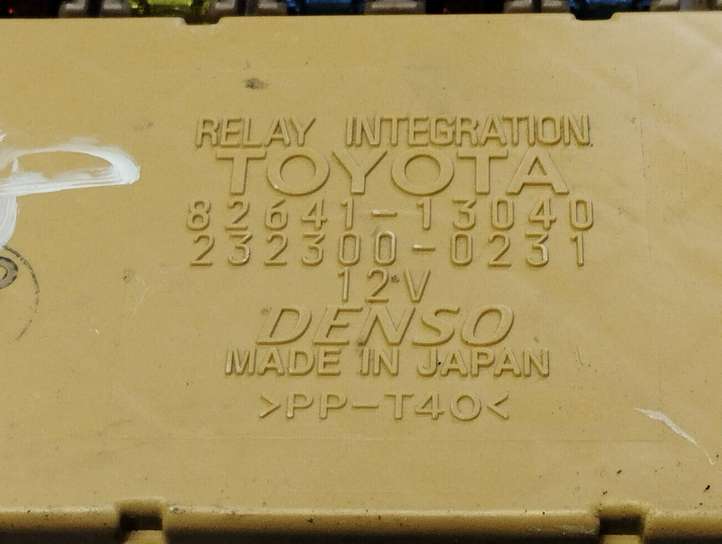 RELAY INTEGRATION
TOYOTA
82641-13040
232300-0231
12V
DENSO
MADE IN JAPAN
>PP-T40<